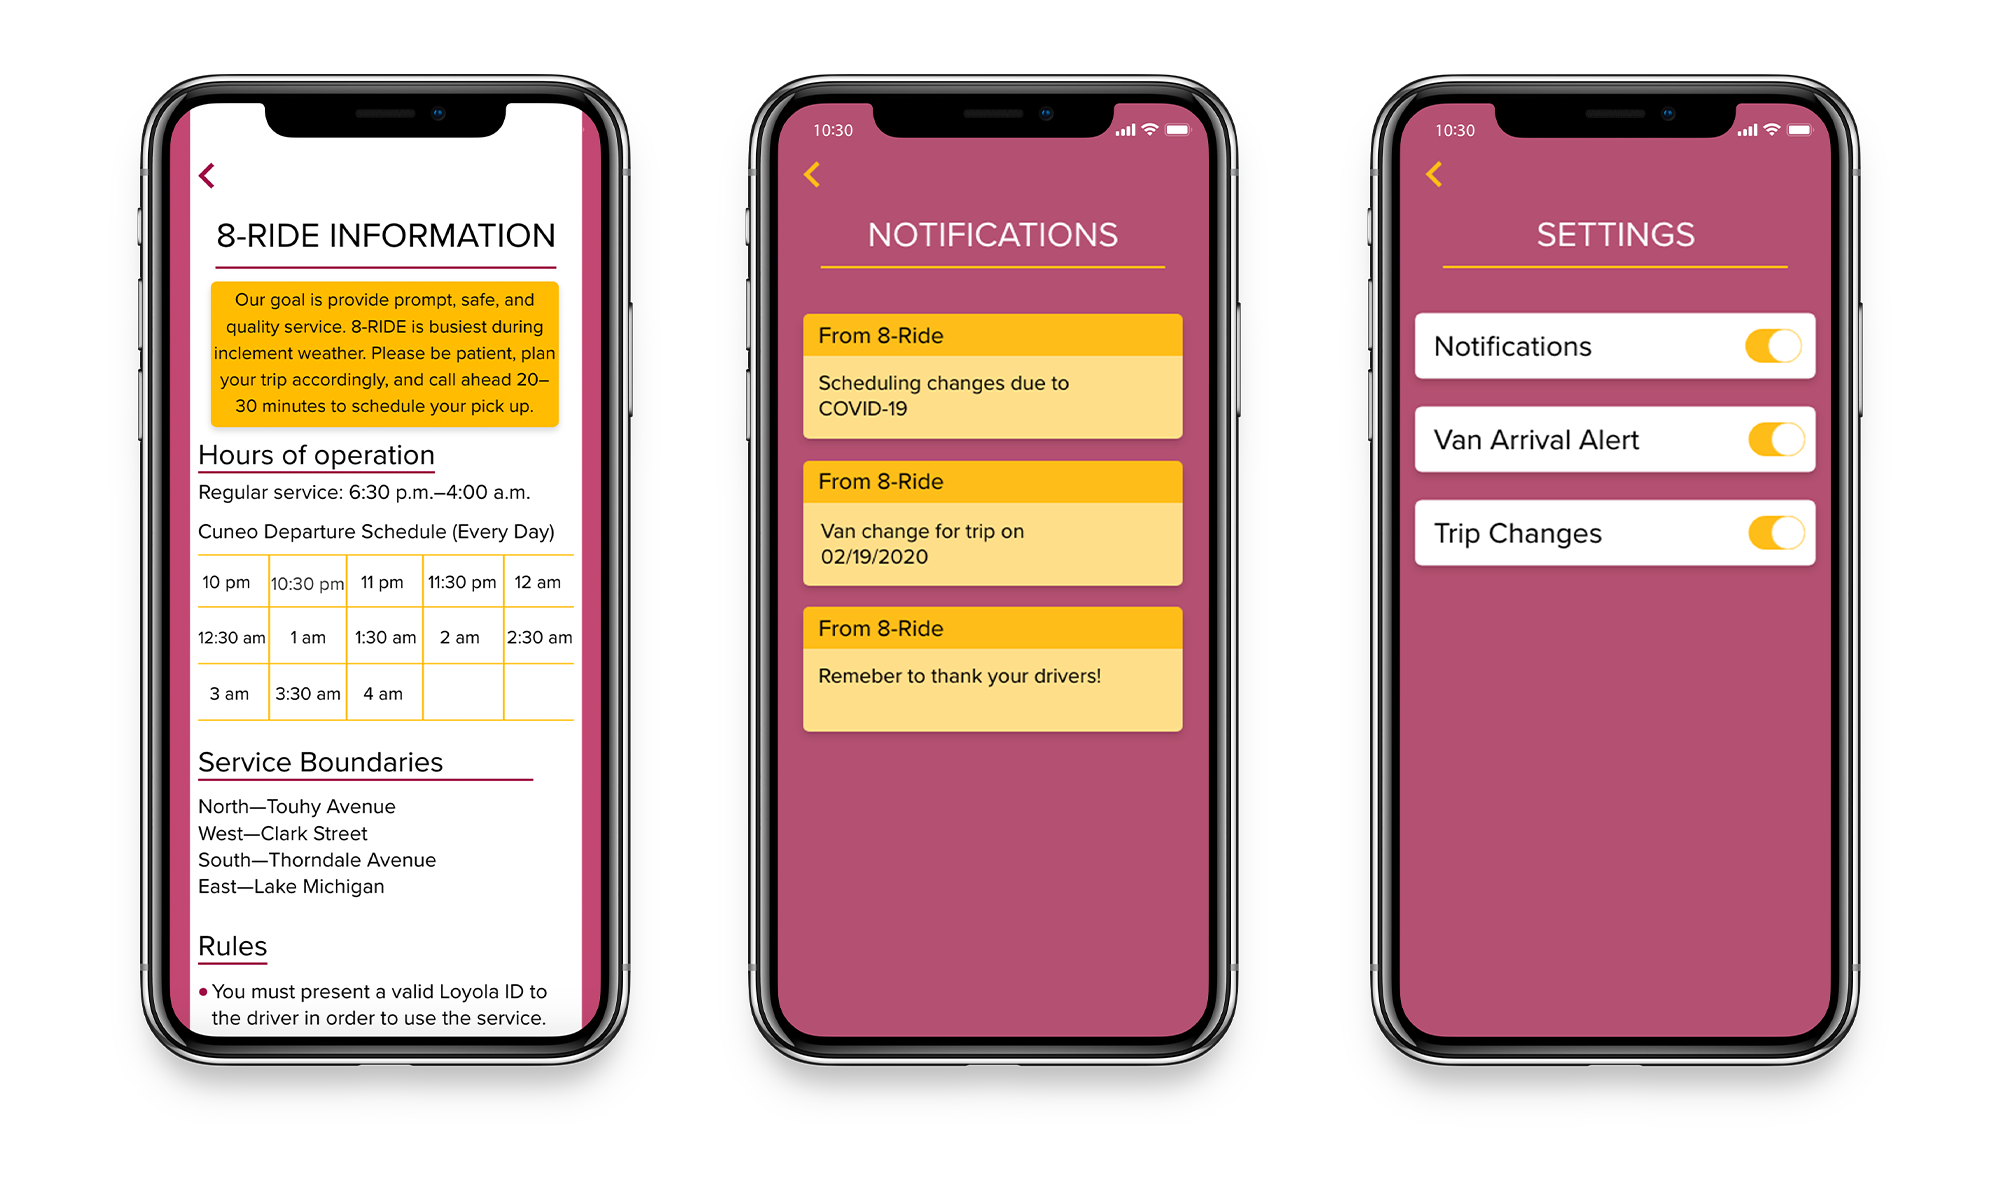 8-RIDE INFORMATION
Our goal is provide prompt, safe, and
quality service. 8-RIDE is busiest during
inclement weather. Please be patient, plan
your trip accordingly, and call ahead 20–
30 minutes to schedule your pick up.
Hours of operation
Regular service: 6:30 p.m.–4:00 a.m.
Cuneo Departure Schedule (Every Day)
10 pm 10:30 pm 11 pm 11:30 pm 12 am
12:30 am 1 am 1:30 am 2 am 2:30 am
3 am 3:30 am 4 am
Service Boundaries
North—Touhy Avenue
West—Clark Street
South—Thorndale Avenue
East—Lake Michigan
Rules
• You must present a valid Loyola ID to
the driver in order to use the service.
10:30
NOTIFICATIONS
From 8-Ride
Scheduling changes due to
COVID-19
From 8-Ride
Van change for trip on
02/19/2020
From 8-Ride
Remeber to thank your drivers!
10:30
SETTINGS
Notifications
Van Arrival Alert
Trip Changes